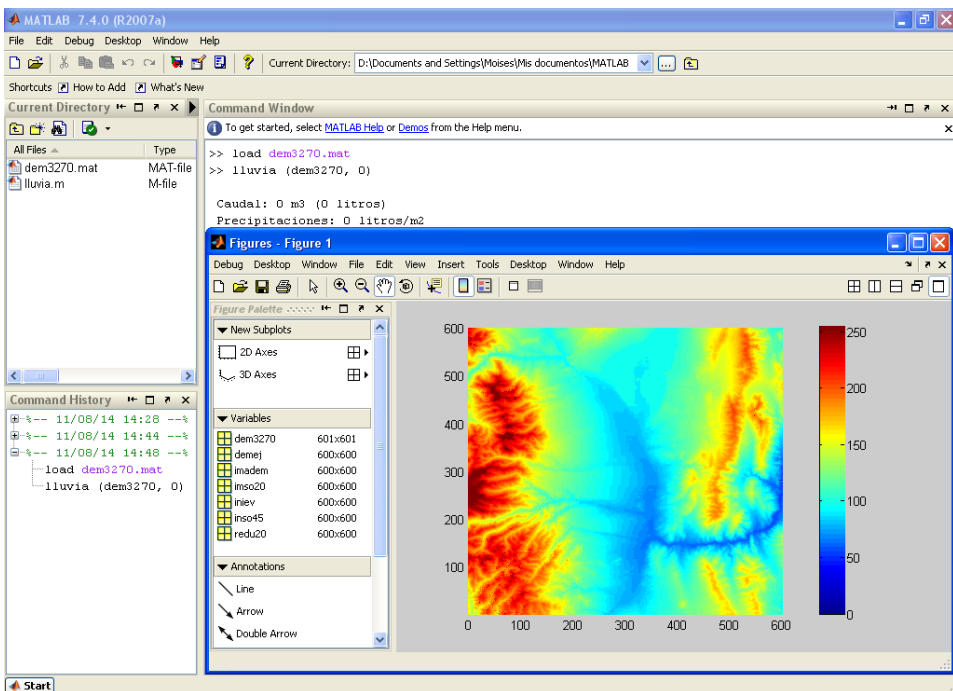 MATLAB 7.4.0 (R2007a)
File Edit Debug Desktop Window Help
Current Directory: D:\Documents and Settings\Moises\Mis documentos\MATLAB
Shortcuts How to Add What's New
Current Directory
All Files Type
dem3270.mat MAT-file
lluvia.m M-file
Command History
%-- 11/08/14 14:28 --%
%-- 11/08/14 14:44 --%
%-- 11/08/14 14:48 --%
load dem3270.mat
lluvia (dem3270, 0)
Command Window
To get started, select MATLAB Help or Demos from the Help menu.
>> load dem3270.mat
>> lluvia (dem3270, 0)
Caudal: 0 m3 (0 litros)
Precipitaciones: 0 litros/m2
Figures - Figure 1
Debug Desktop Window File Edit View Insert Tools Desktop Window Help
Figure Palette
New Subplots
2D Axes
3D Axes
Variables
dem3270 601x601
demej 600x600
imadem 600x600
imso20 600x600
iniev 600x600
inso45 600x600
redu20 600x600
Annotations
Line
Arrow
Double Arrow
600
500
400
300
200
100
0 100 200 300 400 500 600
250
200
150
100
50
0
Start